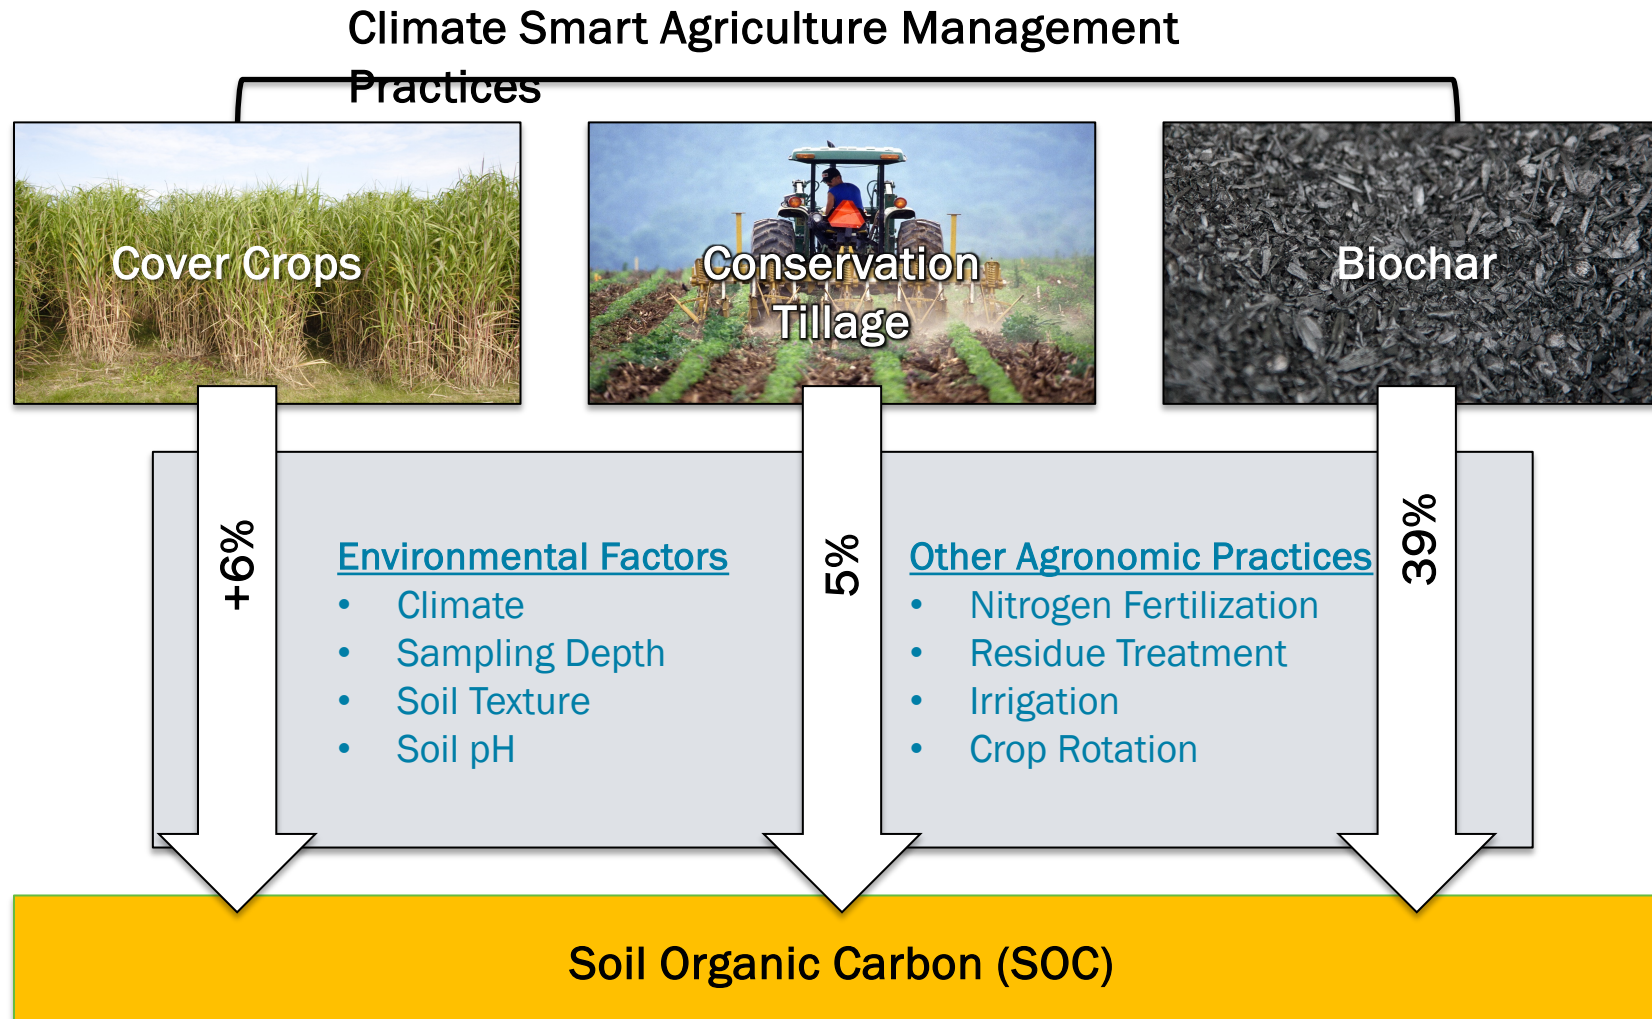 Climate Smart Agriculture Management
Practices
Cover Crops
Conservation
Tillage
Biochar
+6%
5%
39%
Environmental Factors
• Climate
• Sampling Depth
• Soil Texture
• Soil pH
Other Agronomic Practices
• Nitrogen Fertilization
• Residue Treatment
• Irrigation
• Crop Rotation
Soil Organic Carbon (SOC)